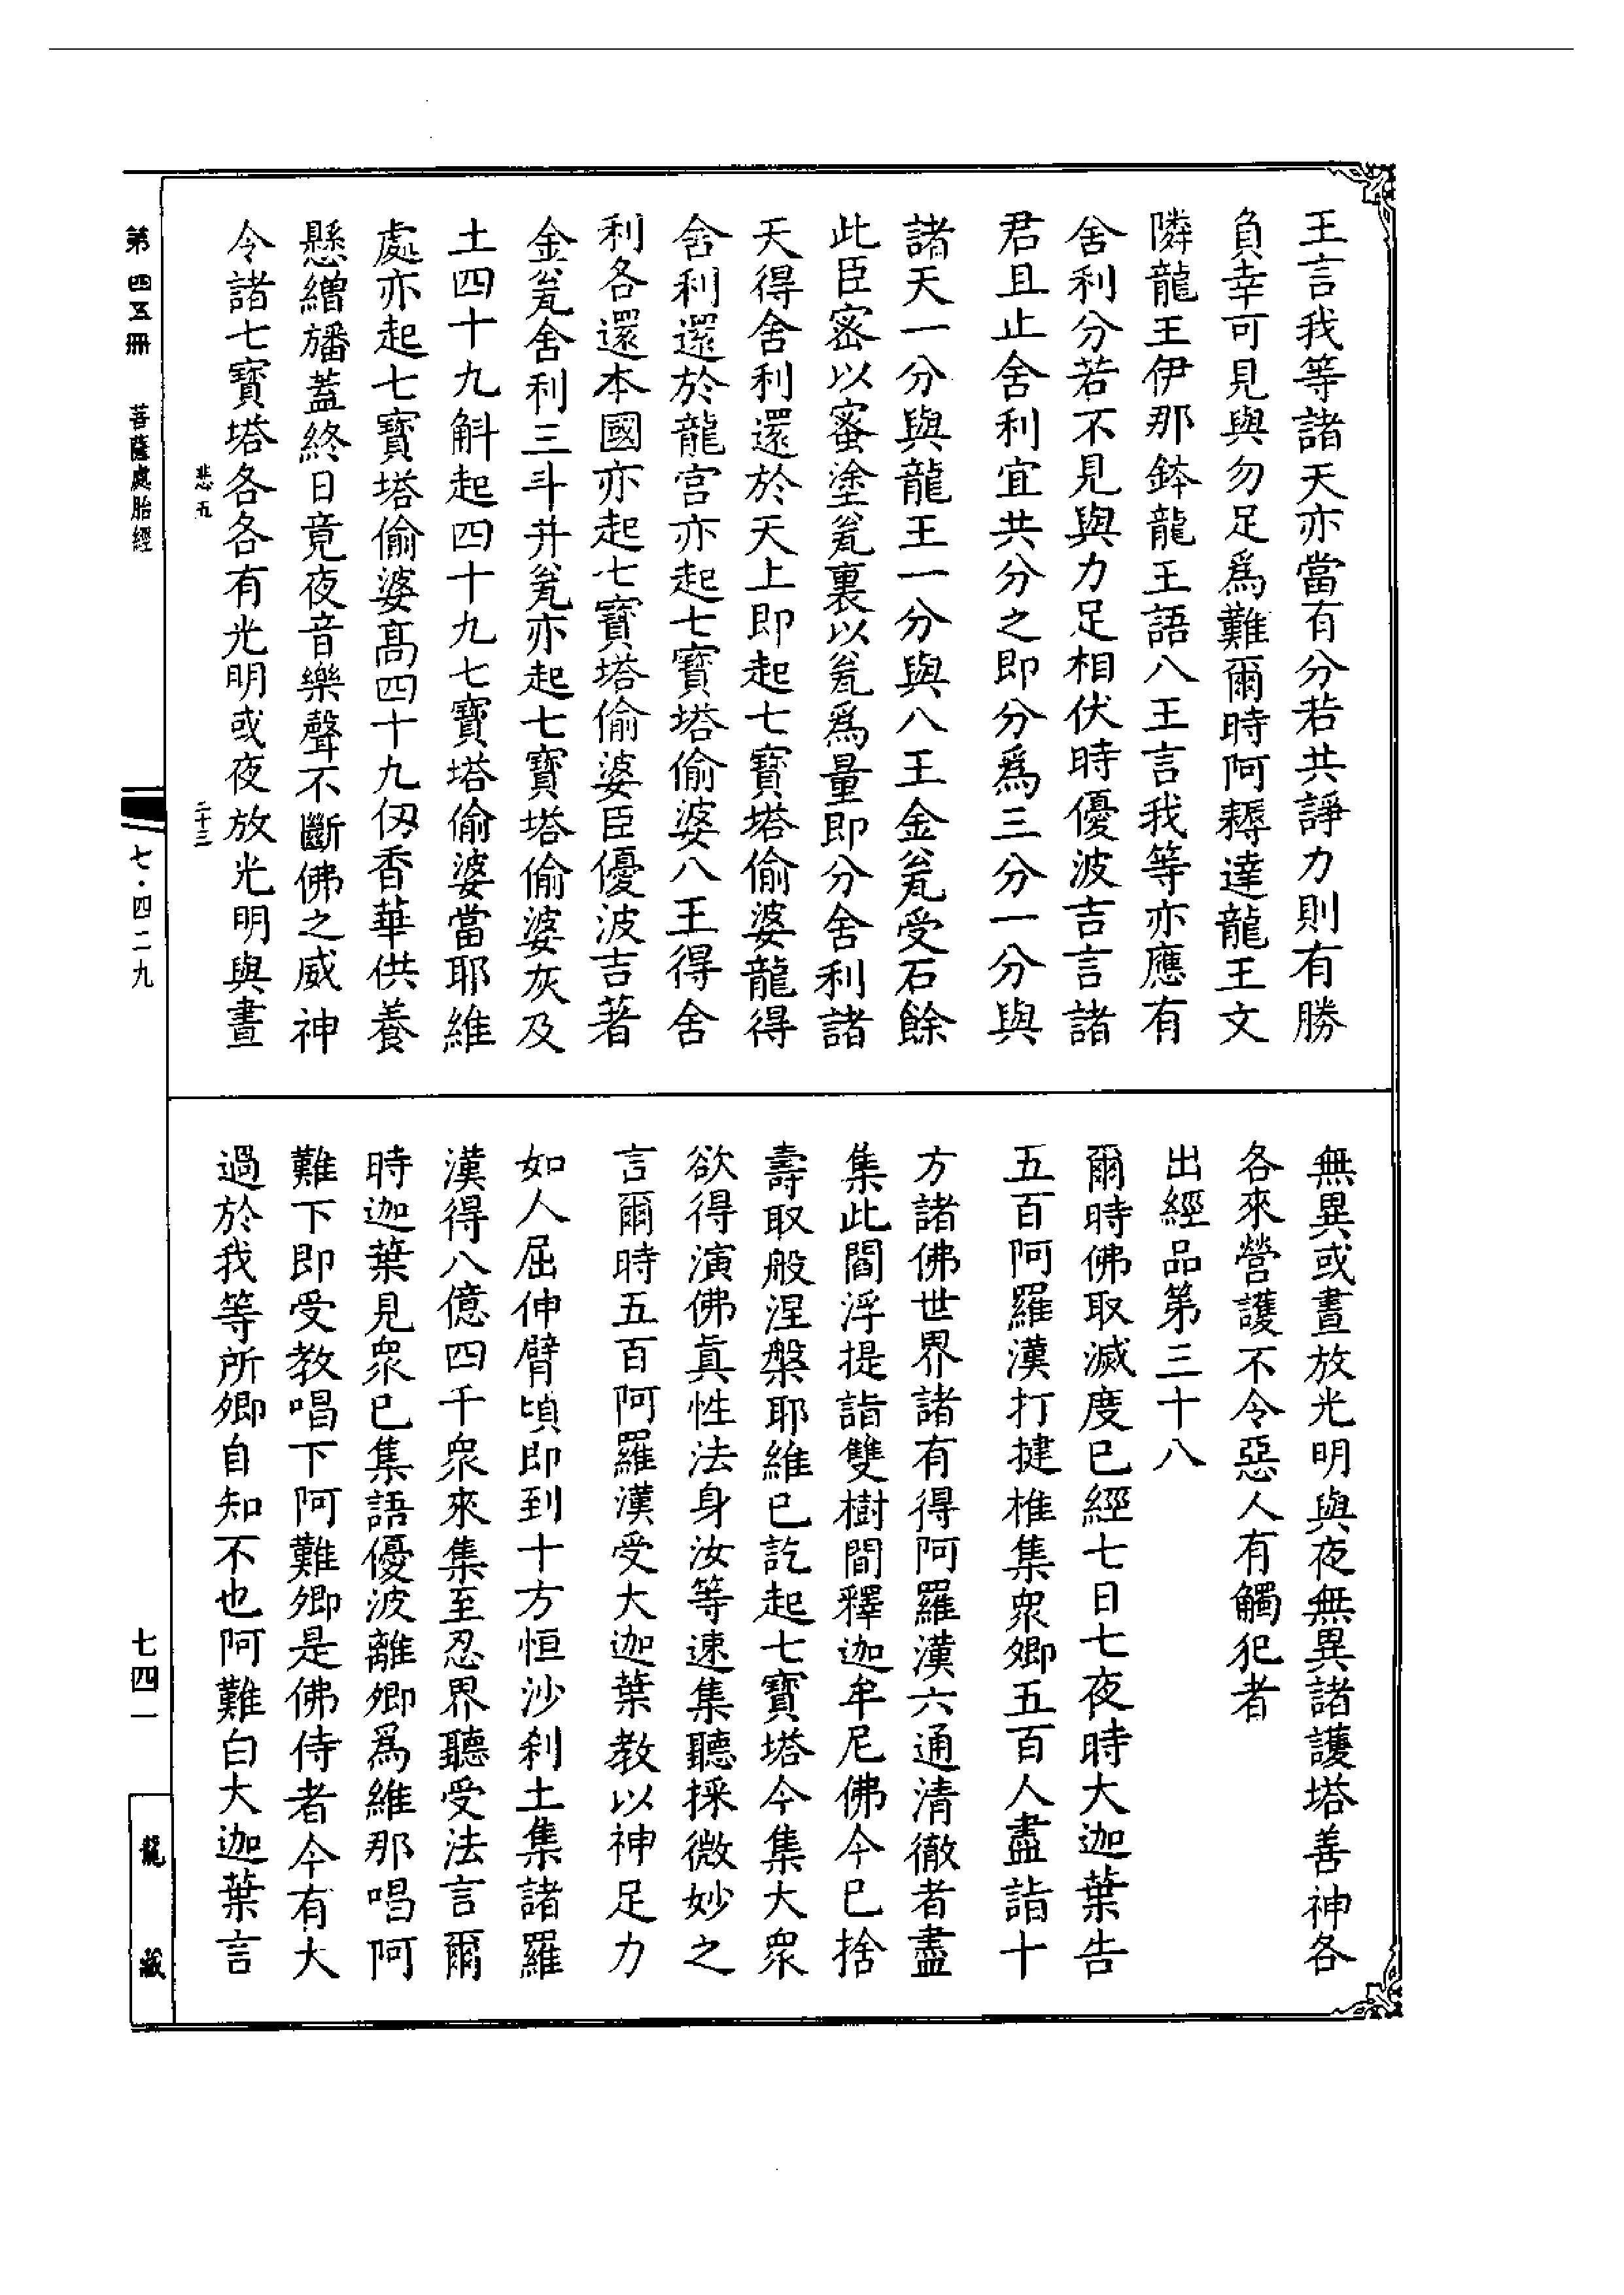 王言我等諸天亦當有分若共諍力則有勝
負幸可見與勿足爲難爾時阿耨達龍王文
隣龍王伊那鉢龍王語八王言我等亦應有
舍利分若不見與力足相伏時優波吉言諸
君且止舍利宜共分之即分爲三分一分與
諸天一分與龍王一分與八王金瓮受石餘
此臣密以蜜塗瓮裏以瓮爲量即分舍利諸
天得舍利還於天上即起七寶塔偷婆龍得
舍利還於龍宫亦起七寶塔偷婆八王得舍
利各還本國亦起七寶塔偷婆臣優波吉著
金瓮舍利三斗并瓮亦起七寶塔偷婆灰及
土四十九斛起四十九七寶塔偷婆當耶維
處亦起七寶塔偷婆髙四十九仞香華供養
懸繒旛蓋終日竟夜音樂聲不斷佛之威神
令諸七寶塔各各有光明或夜放光明與晝
悲五
二十三
無異或晝放光明與夜無異諸護塔善神各
各來營護不令惡人有觸犯者
出經品第三十八
爾時佛取滅度已經七日七夜時大迦葉告
五百阿羅漢打揵椎集衆卿五百人盡詣十
方諸佛世界諸有得阿羅漢六通清徹者盡
集此閻浮提詣雙樹間釋迦牟尼佛今已捨
壽取般涅槃耶維已訖起七寶塔今集大衆
欲得演佛眞性法身汝等速集聽採微妙之
言爾時五百阿羅漢受大迦葉教以神足力
如人屈伸臂頃即到十方恒沙刹土集諸羅
漢得八億四千衆來集至忍界聽受法言爾
時迦葉見衆已集語優波離卿爲維那唱阿
難下即受教唱下阿難卿是佛侍者今有大
過於我等所卿自知不也阿難白大迦葉言
第四五冊
菩薩處胎經
七·四二九
七四一
龍藏